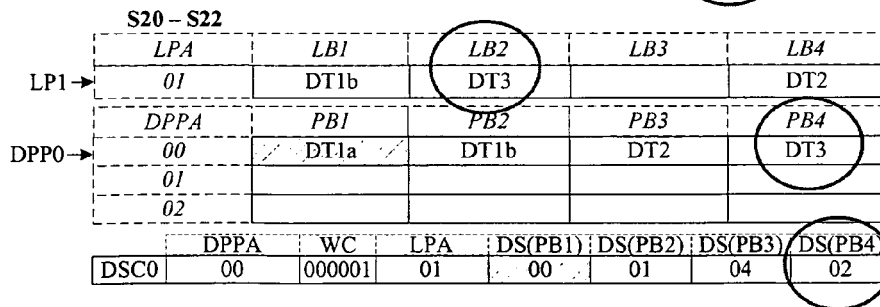 S20 – S22
LPA LB1 LB2 LB3 LB4
LP1 01 DT1b DT3 DT2
DPPA PB1 PB2 PB3 PB4
DPP0 00 DT1a DT1b DT2 DT3
01
02
DPPA WC LPA DS(PB1) DS(PB2) DS(PB3) DS(PB4
DSC0 00 000001 01 00 01 04 02